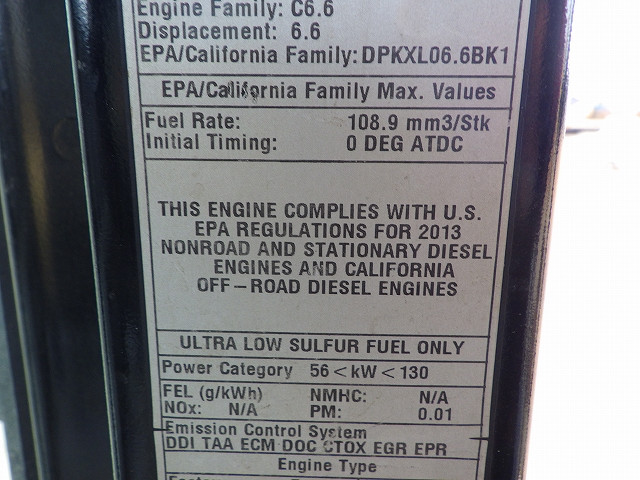 Engine Family: C6.6
Displacement: 6.6
EPA/California Family: DPKXL06.6BK1
EPA/California Family Max. Values
Fuel Rate: 108.9 mm3/Stk
Initial Timing: 0 DEG ATDC
THIS ENGINE COMPLIES WITH U.S.
EPA REGULATIONS FOR 2013
NONROAD AND STATIONARY DIESEL
ENGINES AND CALIFORNIA
OFF-ROAD DIESEL ENGINES
ULTRA LOW SULFUR FUEL ONLY
Power Category 56<kW<130
FEL (g/kWh) NMHC: N/A
NOx: N/A PM: 0.01
Emission Control System
DDI TAA ECM DOC CTOX EGR EPR
Engine Type